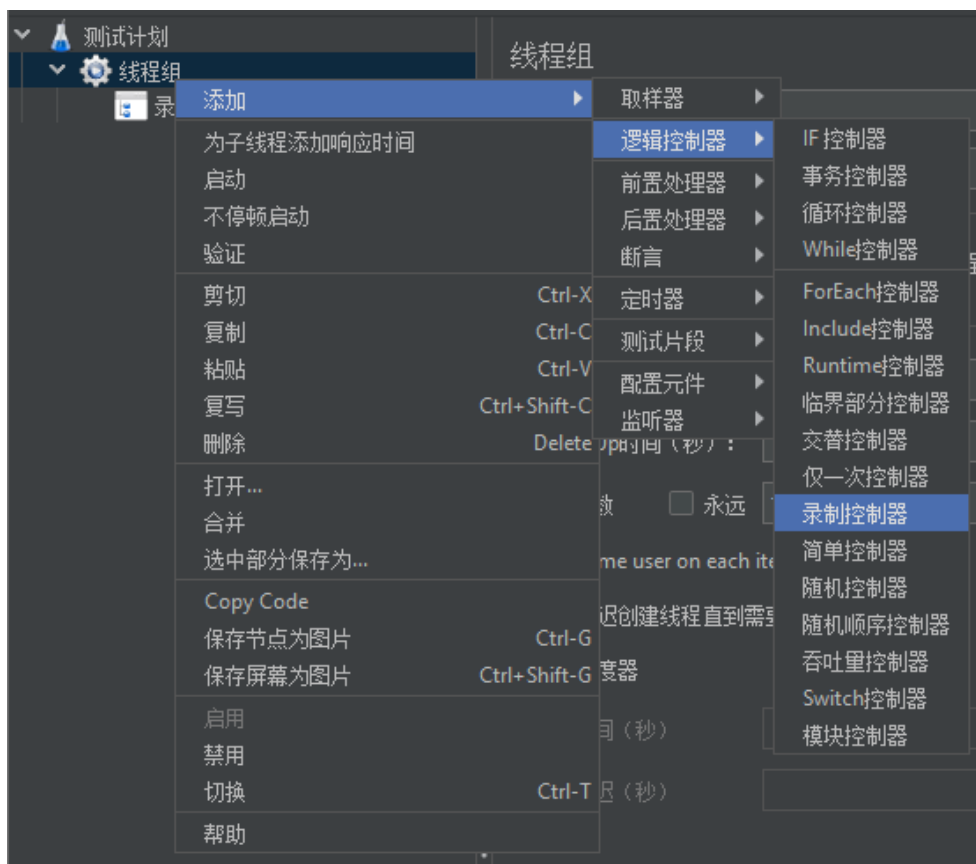 测试计划
线程组
录
线程组
添加
为子线程添加响应时间
启动
不停顿启动
验证
剪切 Ctrl-X
复制 Ctrl-C
粘贴 Ctrl-V
复写 Ctrl+Shift-C
删除 Delete
打开...
合并
选中部分保存为...
Copy Code
保存节点为图片 Ctrl-G
保存屏幕为图片 Ctrl+Shift-G
启用
禁用
切换 Ctrl-T
帮助
取样器
逻辑控制器
前置处理器
后置处理器
断言
定时器
测试片段
配置元件
监听器
IF 控制器
事务控制器
循环控制器
While控制器
ForEach控制器
Include控制器
Runtime控制器
临界部分控制器
交替控制器
仅一次控制器
录制控制器
简单控制器
随机控制器
随机顺序控制器
吞吐量控制器
Switch控制器
模块控制器
Up时间（秒）：
数 永远
me user on each ite
迟创建线程直到需要
度器
间（秒）
迟（秒）